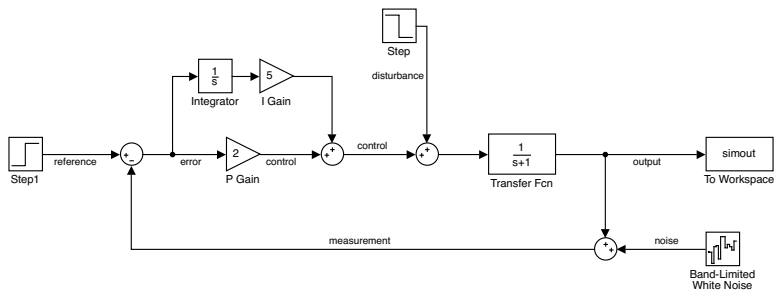 Step
disturbance
1
s
Integrator
5
I Gain
Step1
reference
+
−
error
2
P Gain
control
+
+
control
+
+
1
s+1
Transfer Fcn
output
simout
To Workspace
measurement
+
+
noise
Band-Limited
White Noise